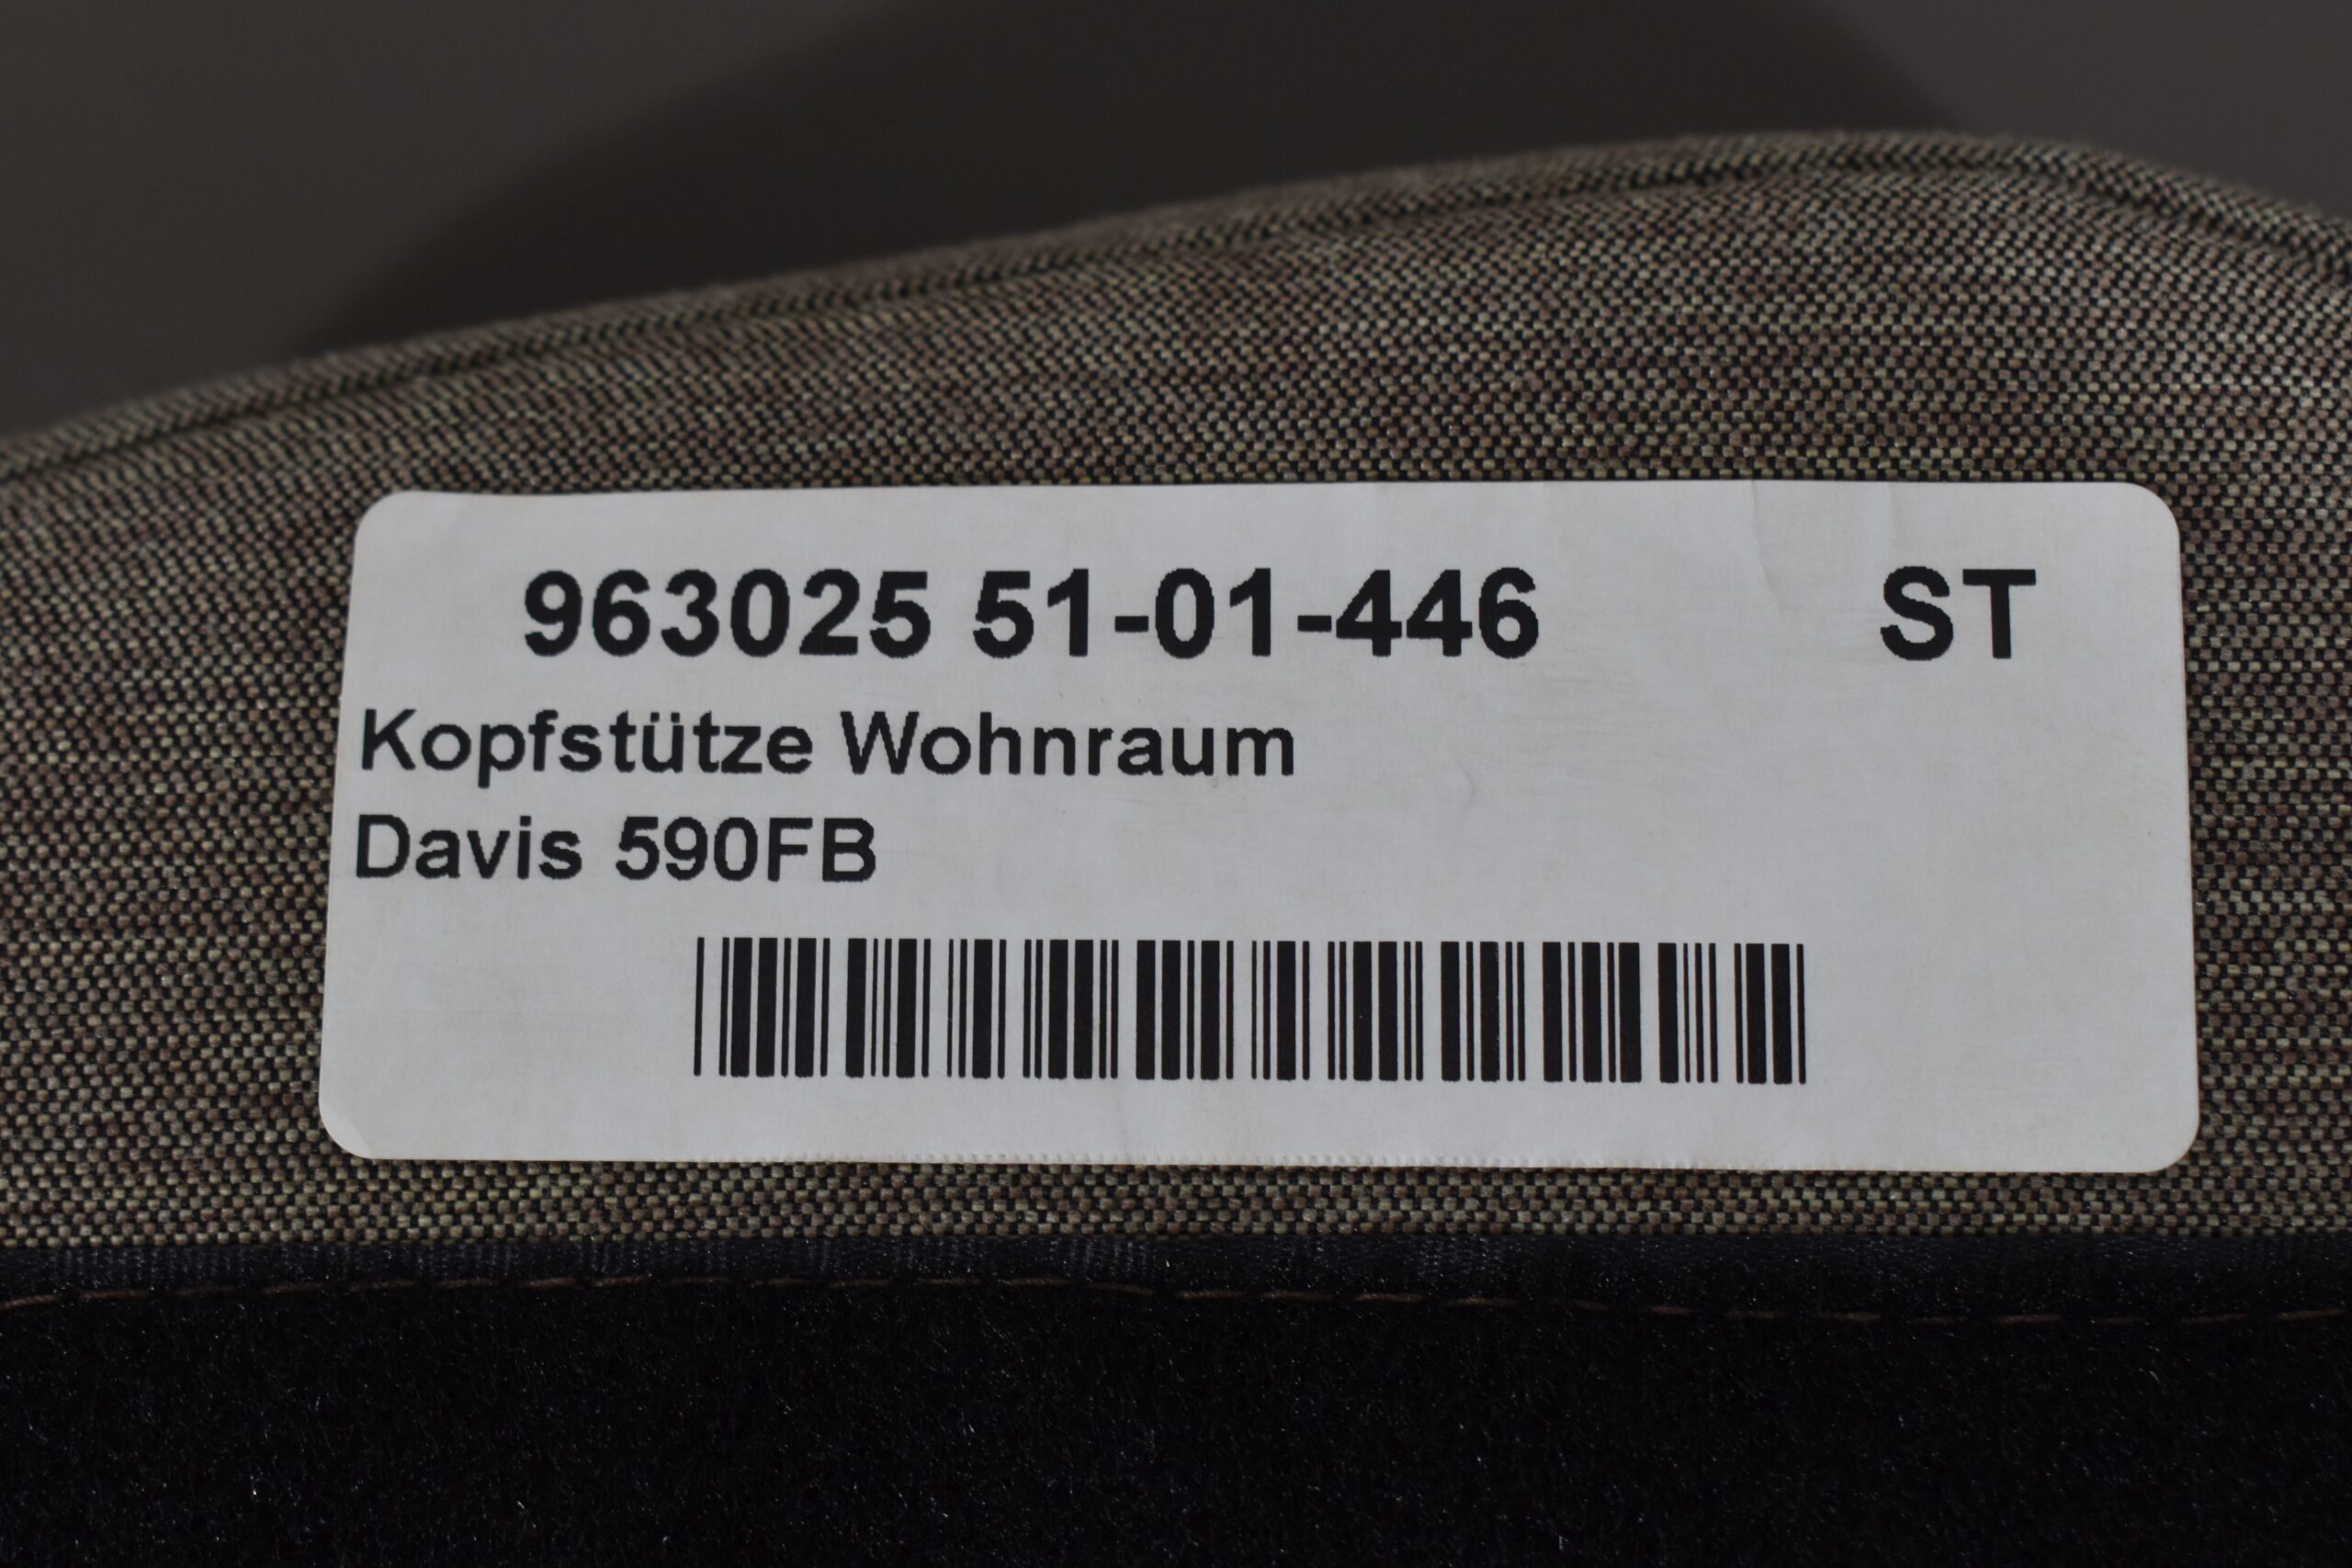 963025 51-01-446 ST
Kopfstütze Wohnraum
Davis 590FB